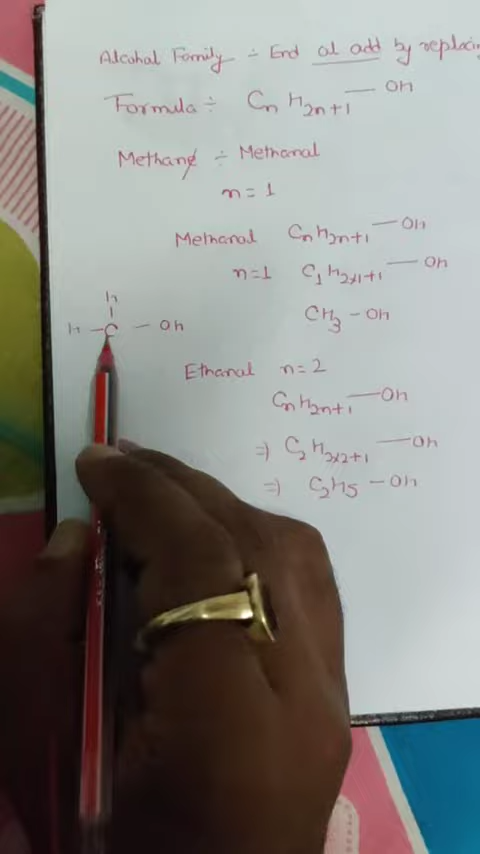 Alcohal Family ÷ End al add by replacin
Formula ÷ CnH2n+1—Oh
Methane ÷ Methanal
n = 1
Methanal CnH2n+1—Oh
n=1 C1H2x1+1—Oh
CH3—Oh
h
h—C—Oh
Ethanal n=2
CnH2n+1—Oh
⇒ C2H2x2+1—Oh
⇒ C2H5—Oh